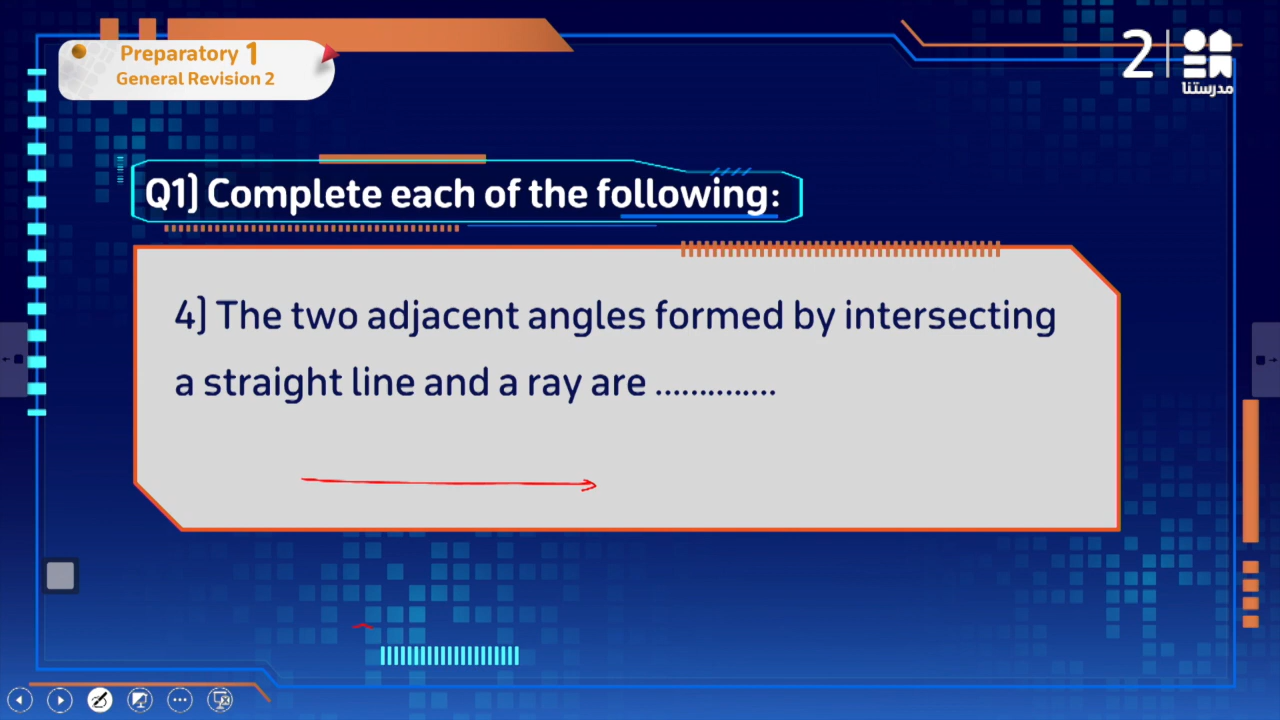 Preparatory 1
General Revision 2
2
مدرستنا
Q1] Complete each of the following:
4] The two adjacent angles formed by intersecting
a straight line and a ray are ..............